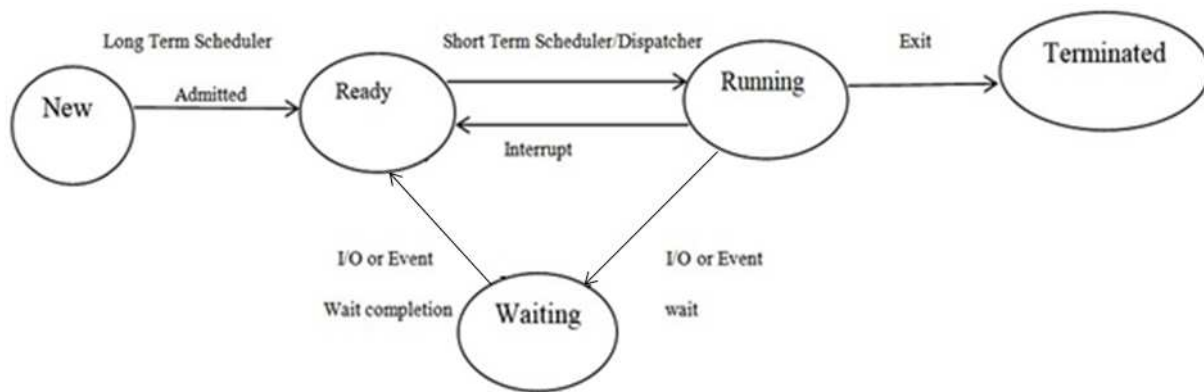 Long Term Scheduler
Short Term Scheduler/Dispatcher
Exit
Terminated
New
Admitted
Ready
Running
Interrupt
I/O or Event
Wait completion
I/O or Event
wait
Waiting